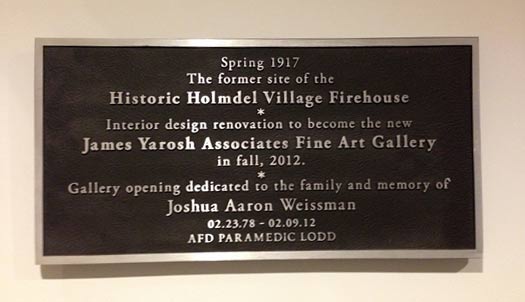 Spring 1917
The former site of the
Historic Holmdel Village Firehouse
*
Interior design renovation to become the new
James Yarosh Associates Fine Art Gallery
in fall, 2012.
*
Gallery opening dedicated to the family and memory of
Joshua Aaron Weissman
02.23.78 - 02.09.12
AFD PARAMEDIC LODD